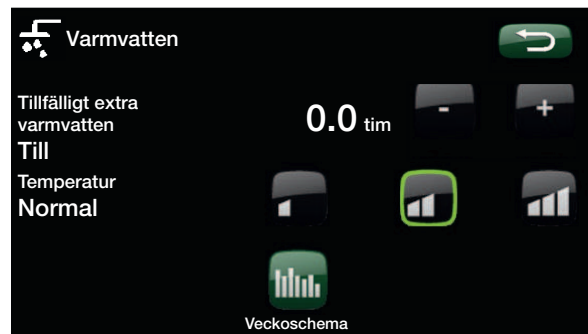 Varmvatten
Tillfälligt extra
varmvatten
0.0 tim
- +
Till
Temperatur
Normal
Veckoschema